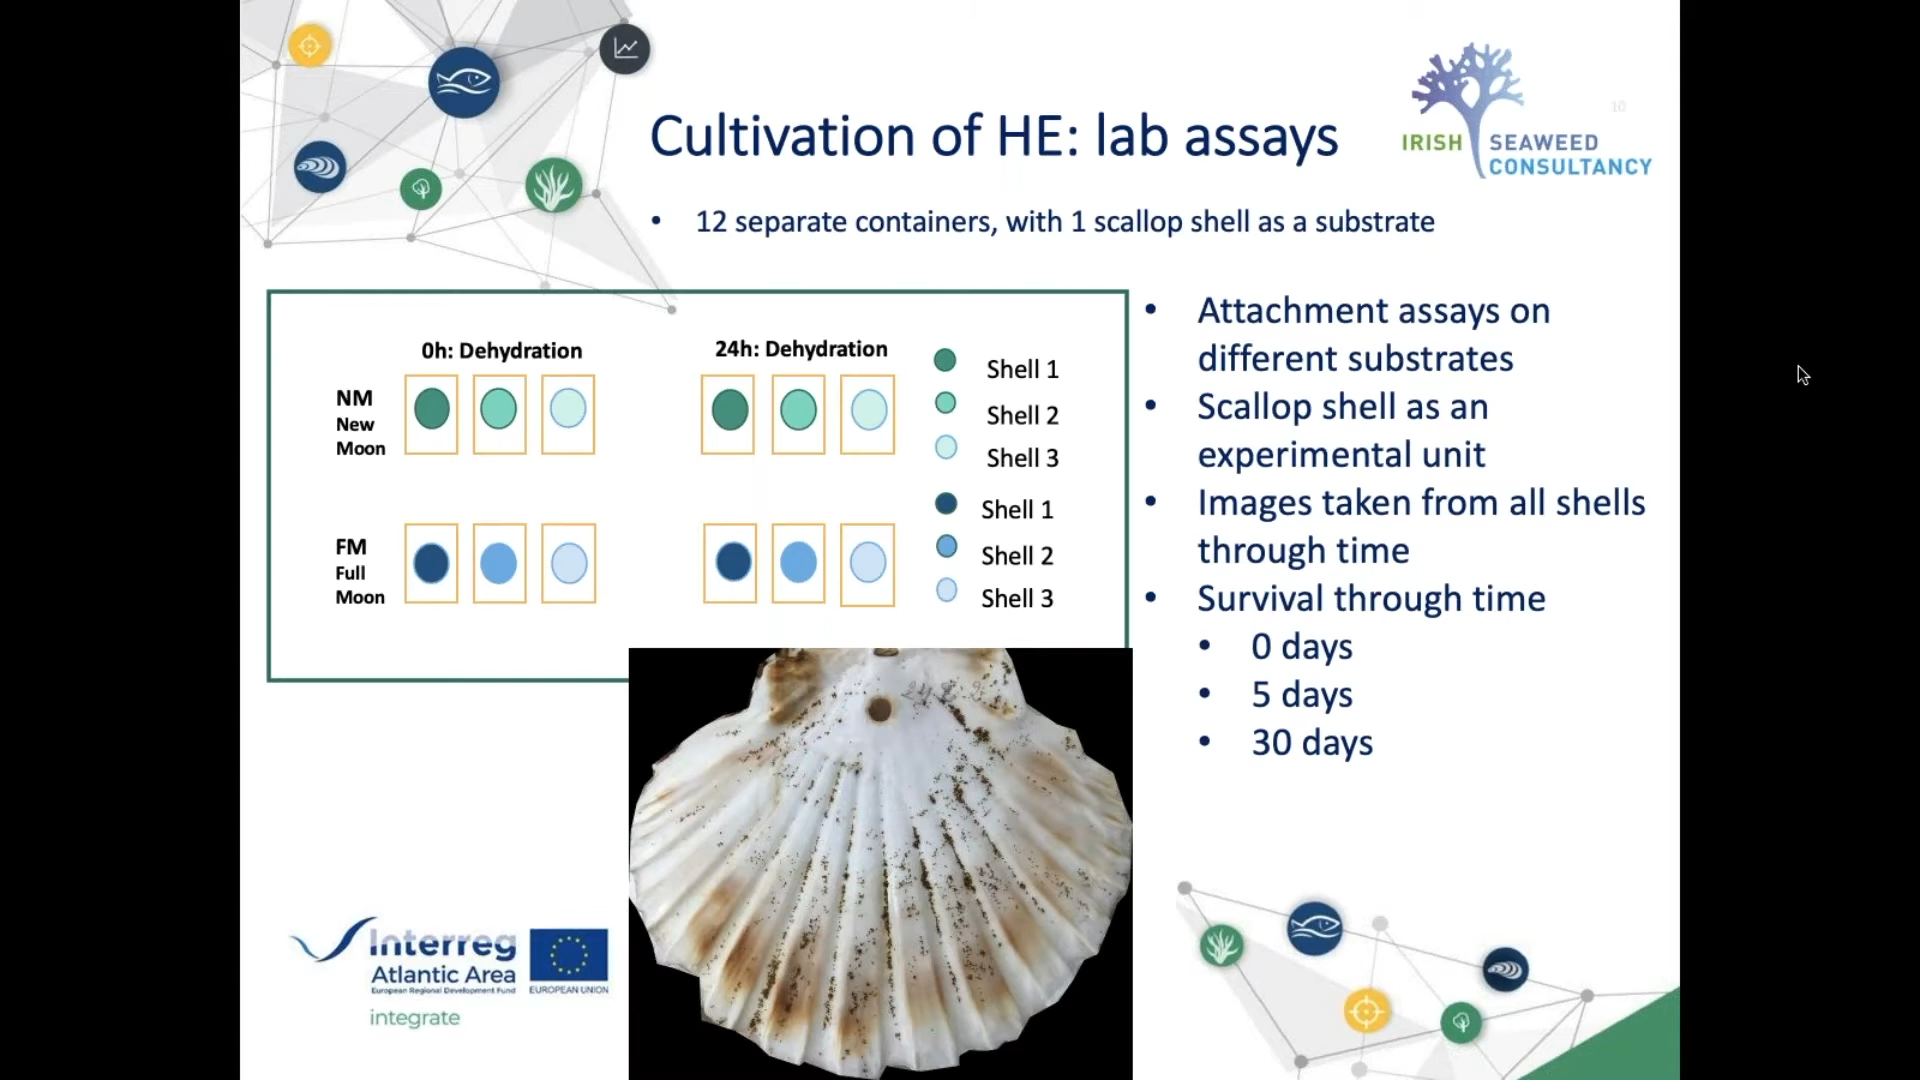 10
IRISH SEAWEED
CONSULTANCY
Cultivation of HE: lab assays
• 12 separate containers, with 1 scallop shell as a substrate
0h: Dehydration
24h: Dehydration
NM
New
Moon
Shell 1
Shell 2
Shell 3
FM
Full
Moon
Shell 1
Shell 2
Shell 3
• Attachment assays on
different substrates
• Scallop shell as an
experimental unit
• Images taken from all shells
through time
• Survival through time
• 0 days
• 5 days
• 30 days
Interreg
Atlantic Area
European Regional Development Fund
EUROPEAN UNION
integrate